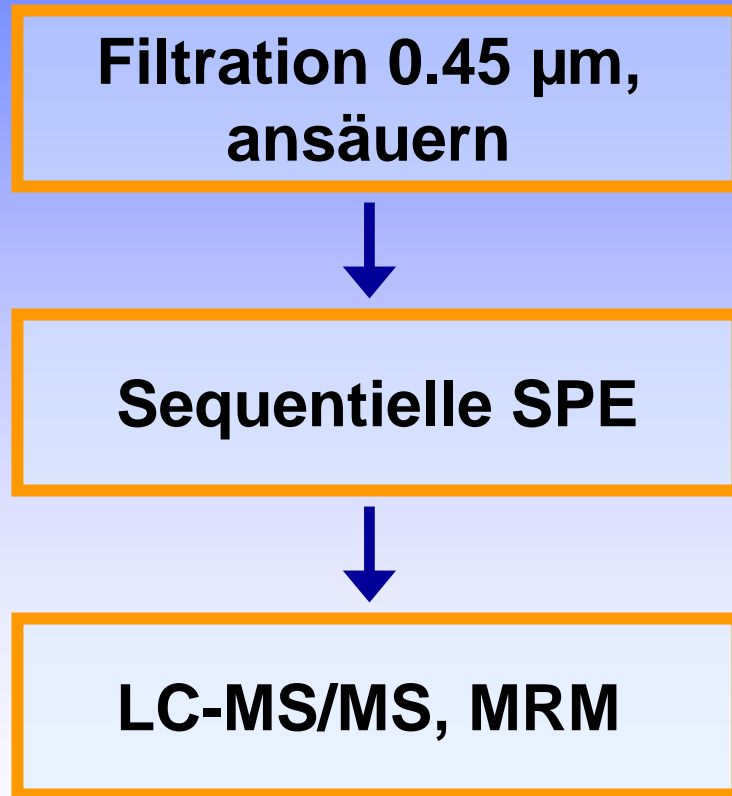 Filtration 0.45 µm,
ansäuern
Sequentielle SPE
LC-MS/MS, MRM